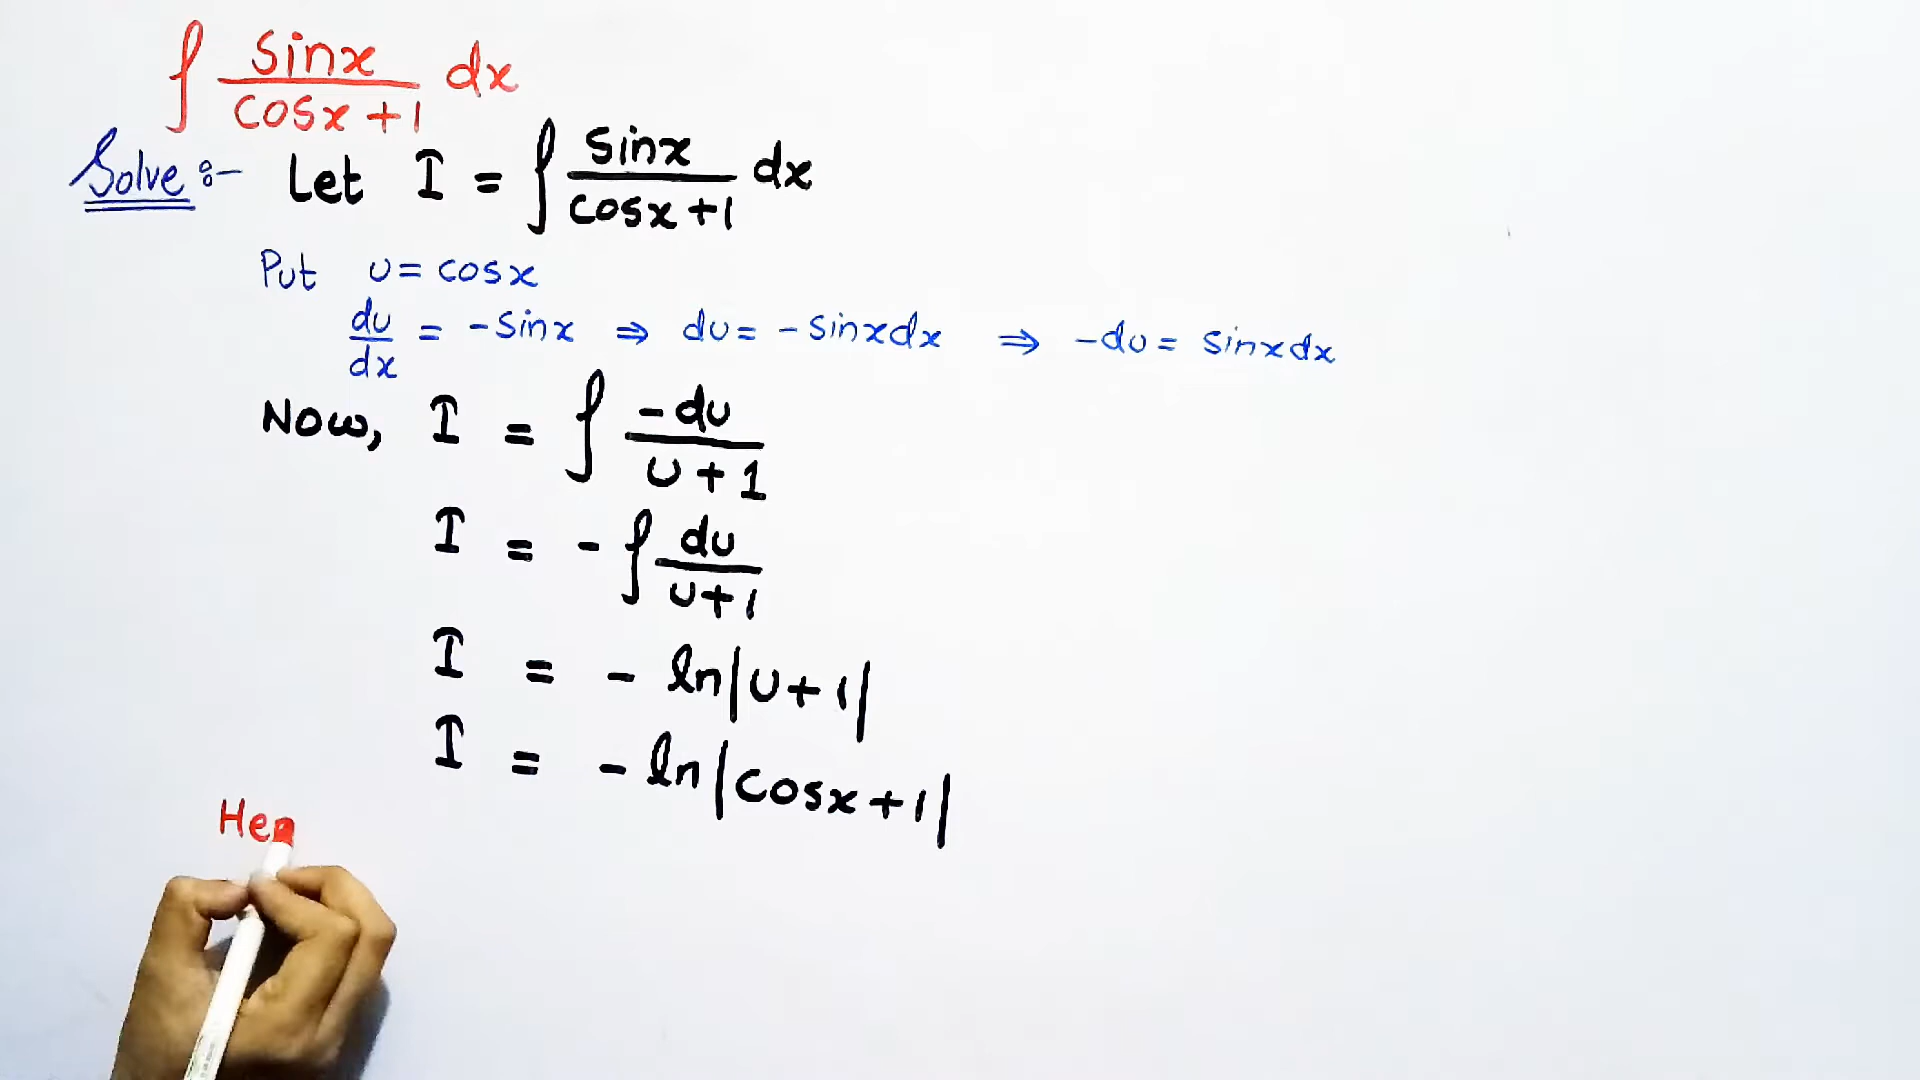 ∫ sinx/cosx+1 dx
Solve:- Let I = ∫ sinx/cosx+1 dx
Put u = cosx
du/dx = -sinx ⇒ du = -sinxdx ⇒ -du = sinxdx
Now, I = ∫ -du/u+1
I = - ∫ du/u+1
I = - ln|u+1|
I = - ln|cosx+1|
He